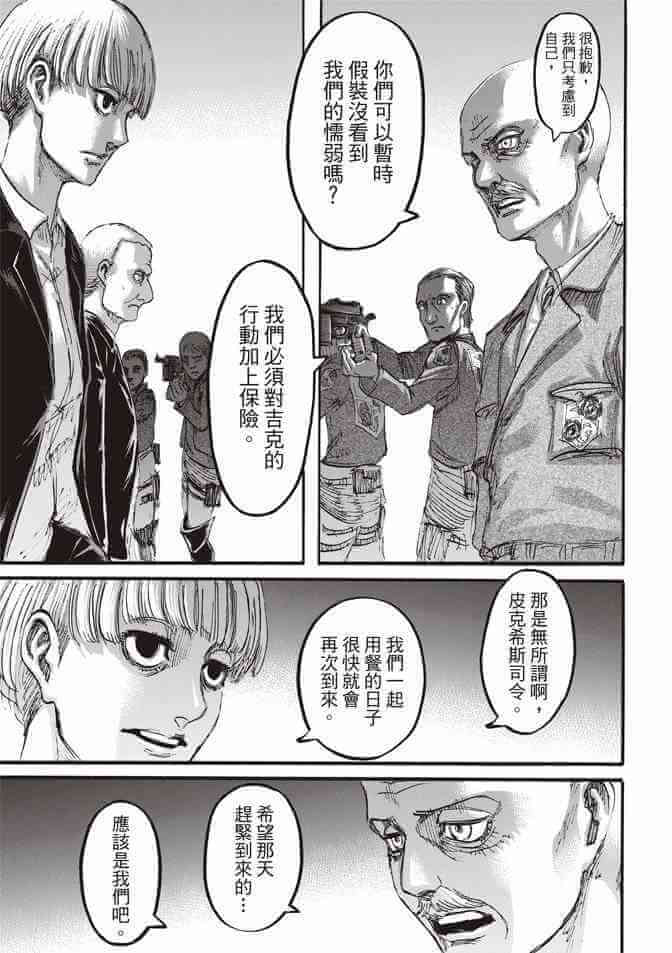 很抱歉，
我們只考慮到
自己，
你們可以暫時
假裝沒看到
我們的懦弱嗎？
我們必須對吉克的
行動加上保險。
那是無所謂啊，
皮克希斯司令。
我們一起
用餐的日子
很快就會
再次到來。
希望那天
趕緊到來的…
應該是我們吧。